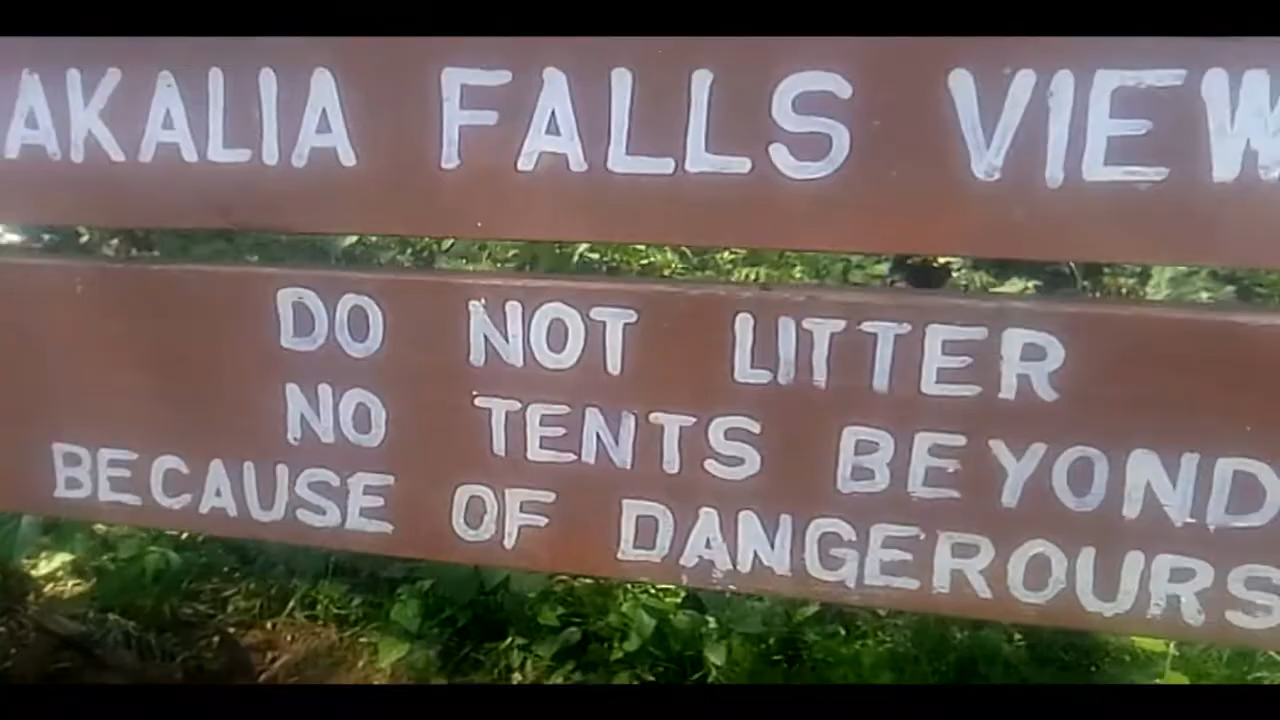 AKALIA FALLS VIEW
DO NOT LITTER
NO TENTS BEYOND
BECAUSE OF DANGEROURS